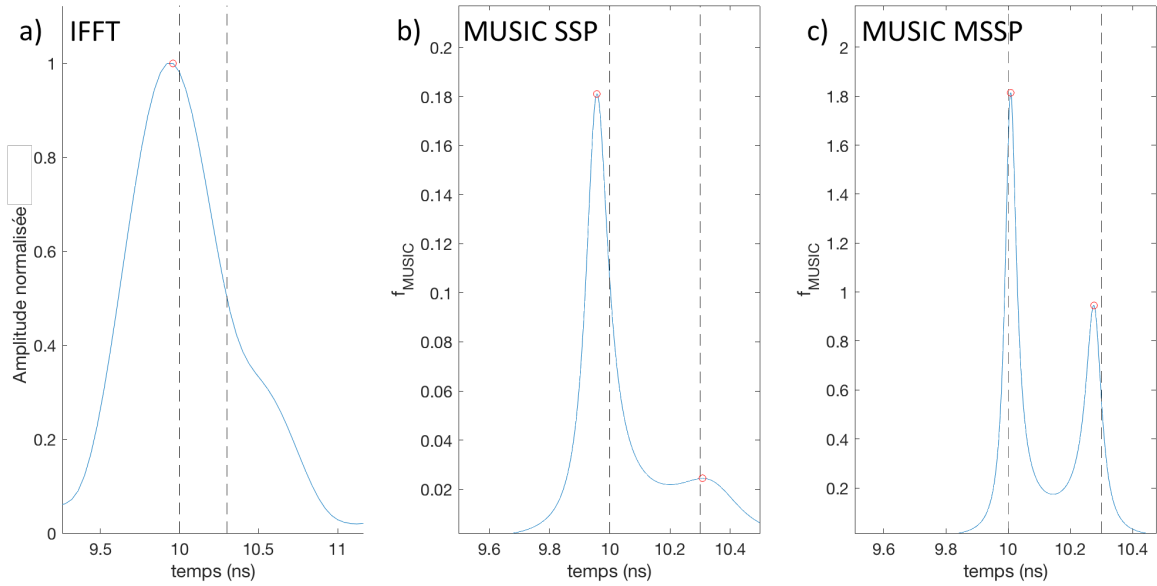 a) IFFT
Amplitude normalisée
1
0.8
0.6
0.4
0.2
0
9.5 10 10.5 11
temps (ns)
b) MUSIC SSP
f_MUSIC
0.2
0.18
0.16
0.14
0.12
0.1
0.08
0.06
0.04
0.02
9.6 9.8 10 10.2 10.4
temps (ns)
c) MUSIC MSSP
f_MUSIC
2
1.8
1.6
1.4
1.2
1
0.8
0.6
0.4
0.2
9.6 9.8 10 10.2 10.4
temps (ns)